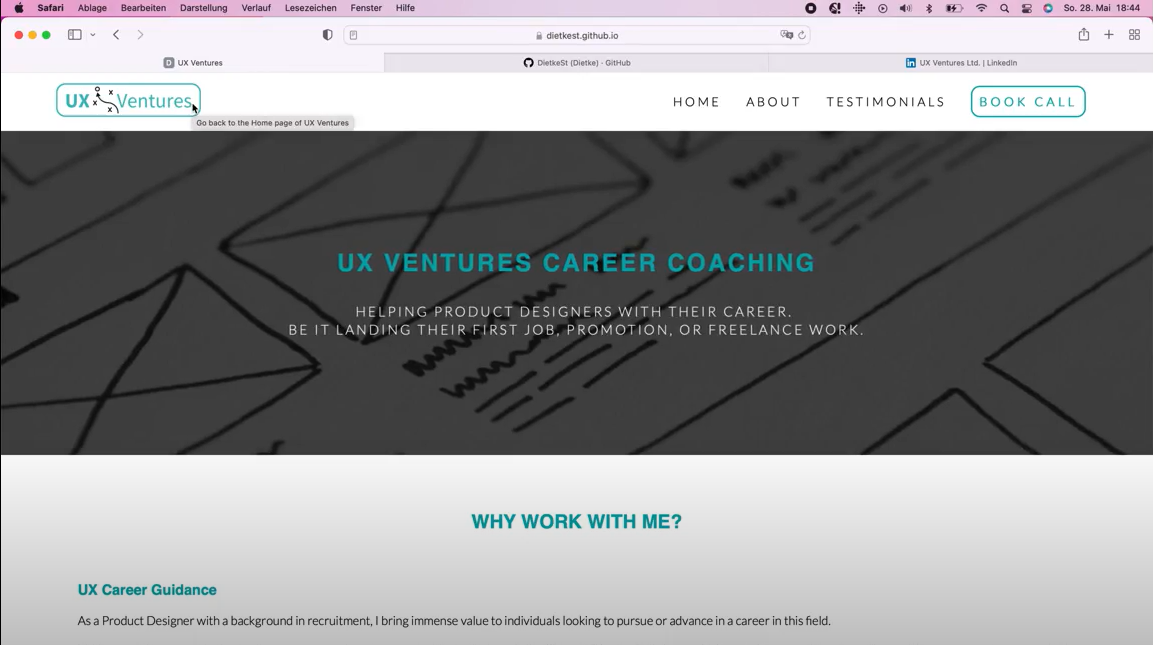 Safari Ablage Bearbeiten Darstellung Verlauf Lesezeichen Fenster Hilfe So. 28. Mai 18:44
dietkest.github.io
D UX Ventures DietkeSt (Dietke) · GitHub in UX Ventures Ltd. | LinkedIn
UX Ventures HOME ABOUT TESTIMONIALS BOOK CALL
Go back to the Home page of UX Ventures
UX VENTURES CAREER COACHING
HELPING PRODUCT DESIGNERS WITH THEIR CAREER.
BE IT LANDING THEIR FIRST JOB, PROMOTION, OR FREELANCE WORK.
WHY WORK WITH ME?
UX Career Guidance
As a Product Designer with a background in recruitment, I bring immense value to individuals looking to pursue or advance in a career in this field.